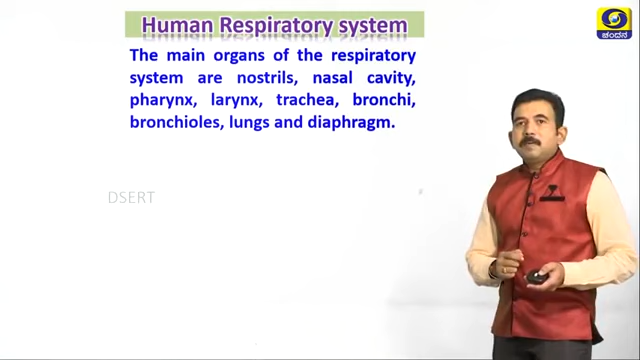 Human Respiratory system
ಚಂದನ
The main organs of the respiratory
system are nostrils, nasal cavity,
pharynx, larynx, trachea, bronchi,
bronchioles, lungs and diaphragm.
DSERT